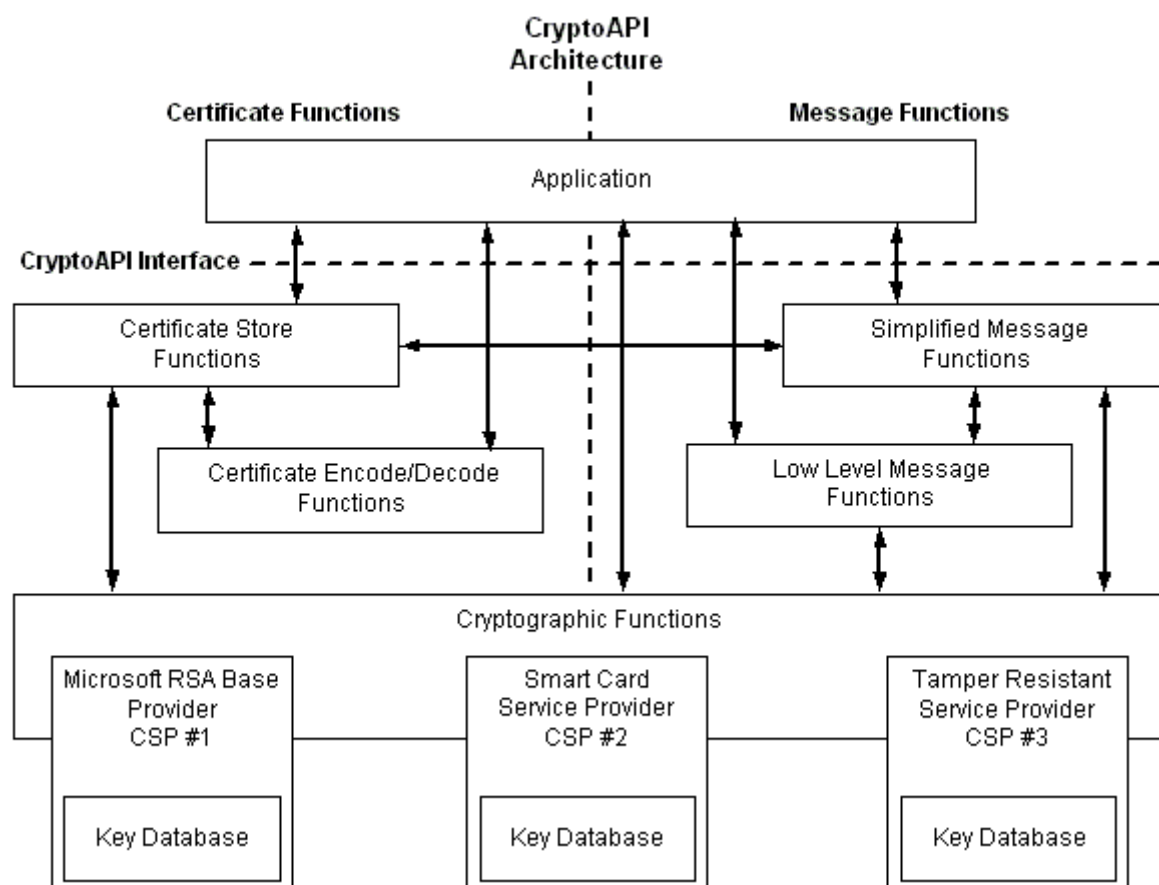 CryptoAPI
Architecture
Certificate Functions
Message Functions
Application
CryptoAPI Interface
Certificate Store
Functions
Simplified Message
Functions
Certificate Encode/Decode
Functions
Low Level Message
Functions
Cryptographic Functions
Microsoft RSA Base
Provider
CSP #1
Smart Card
Service Provider
CSP #2
Tamper Resistant
Service Provider
CSP #3
Key Database
Key Database
Key Database